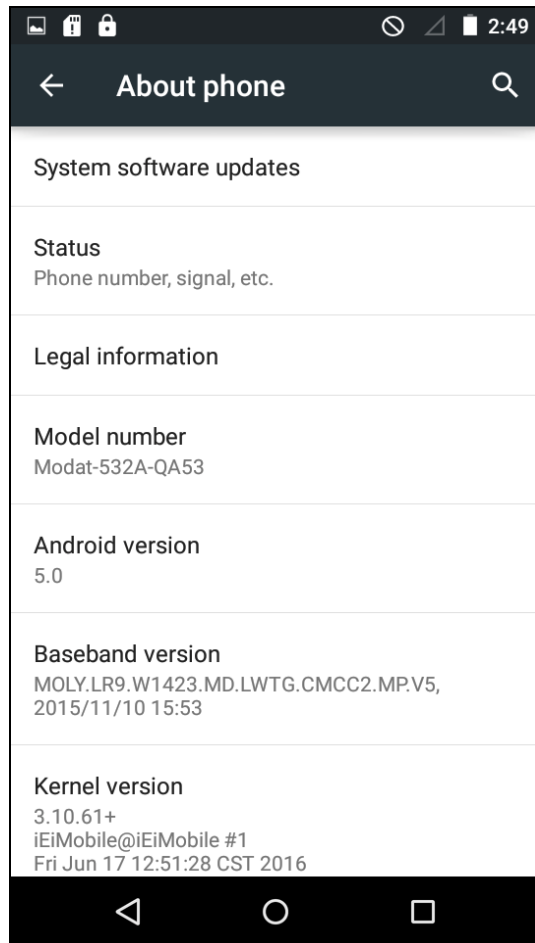 2:49
About phone
System software updates
Status
Phone number, signal, etc.
Legal information
Model number
Modat-532A-QA53
Android version
5.0
Baseband version
MOLY.LR9.W1423.MD.LWTG.CMCC2.MP.V5,
2015/11/10 15:53
Kernel version
3.10.61+
iEiMobile@iEiMobile #1
Fri Jun 17 12:51:28 CST 2016